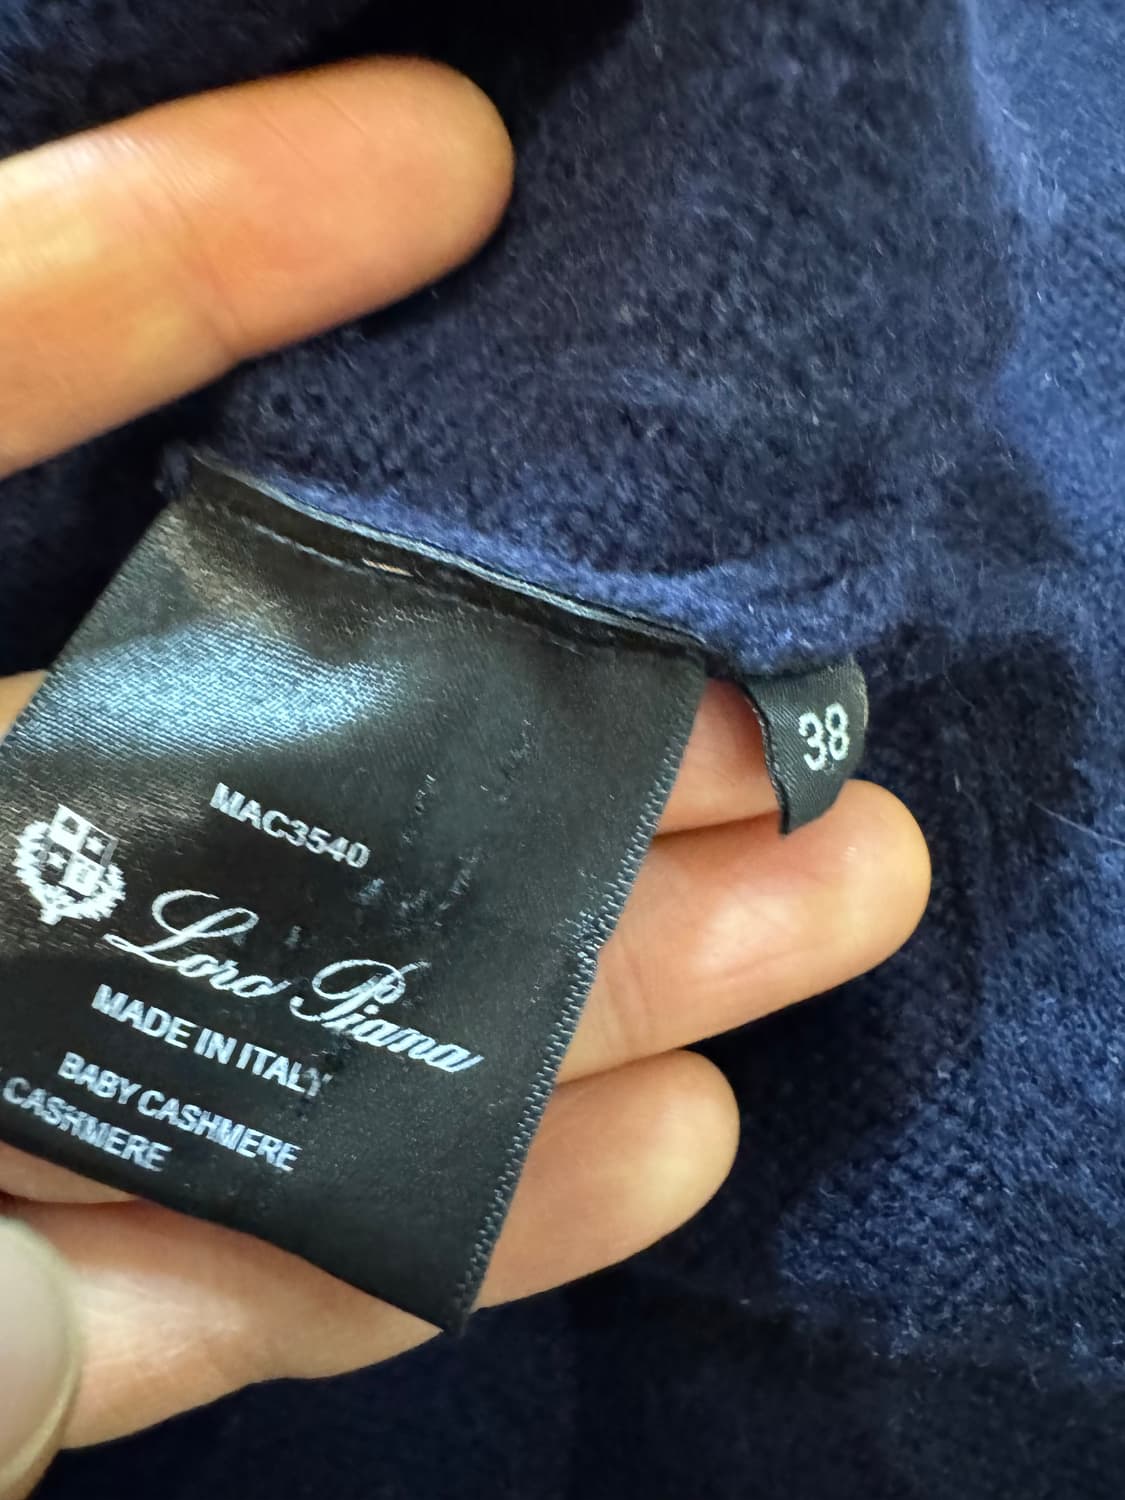 38
MAC3540
Loro Piana
MADE IN ITALY
BABY CASHMERE
CASHMERE